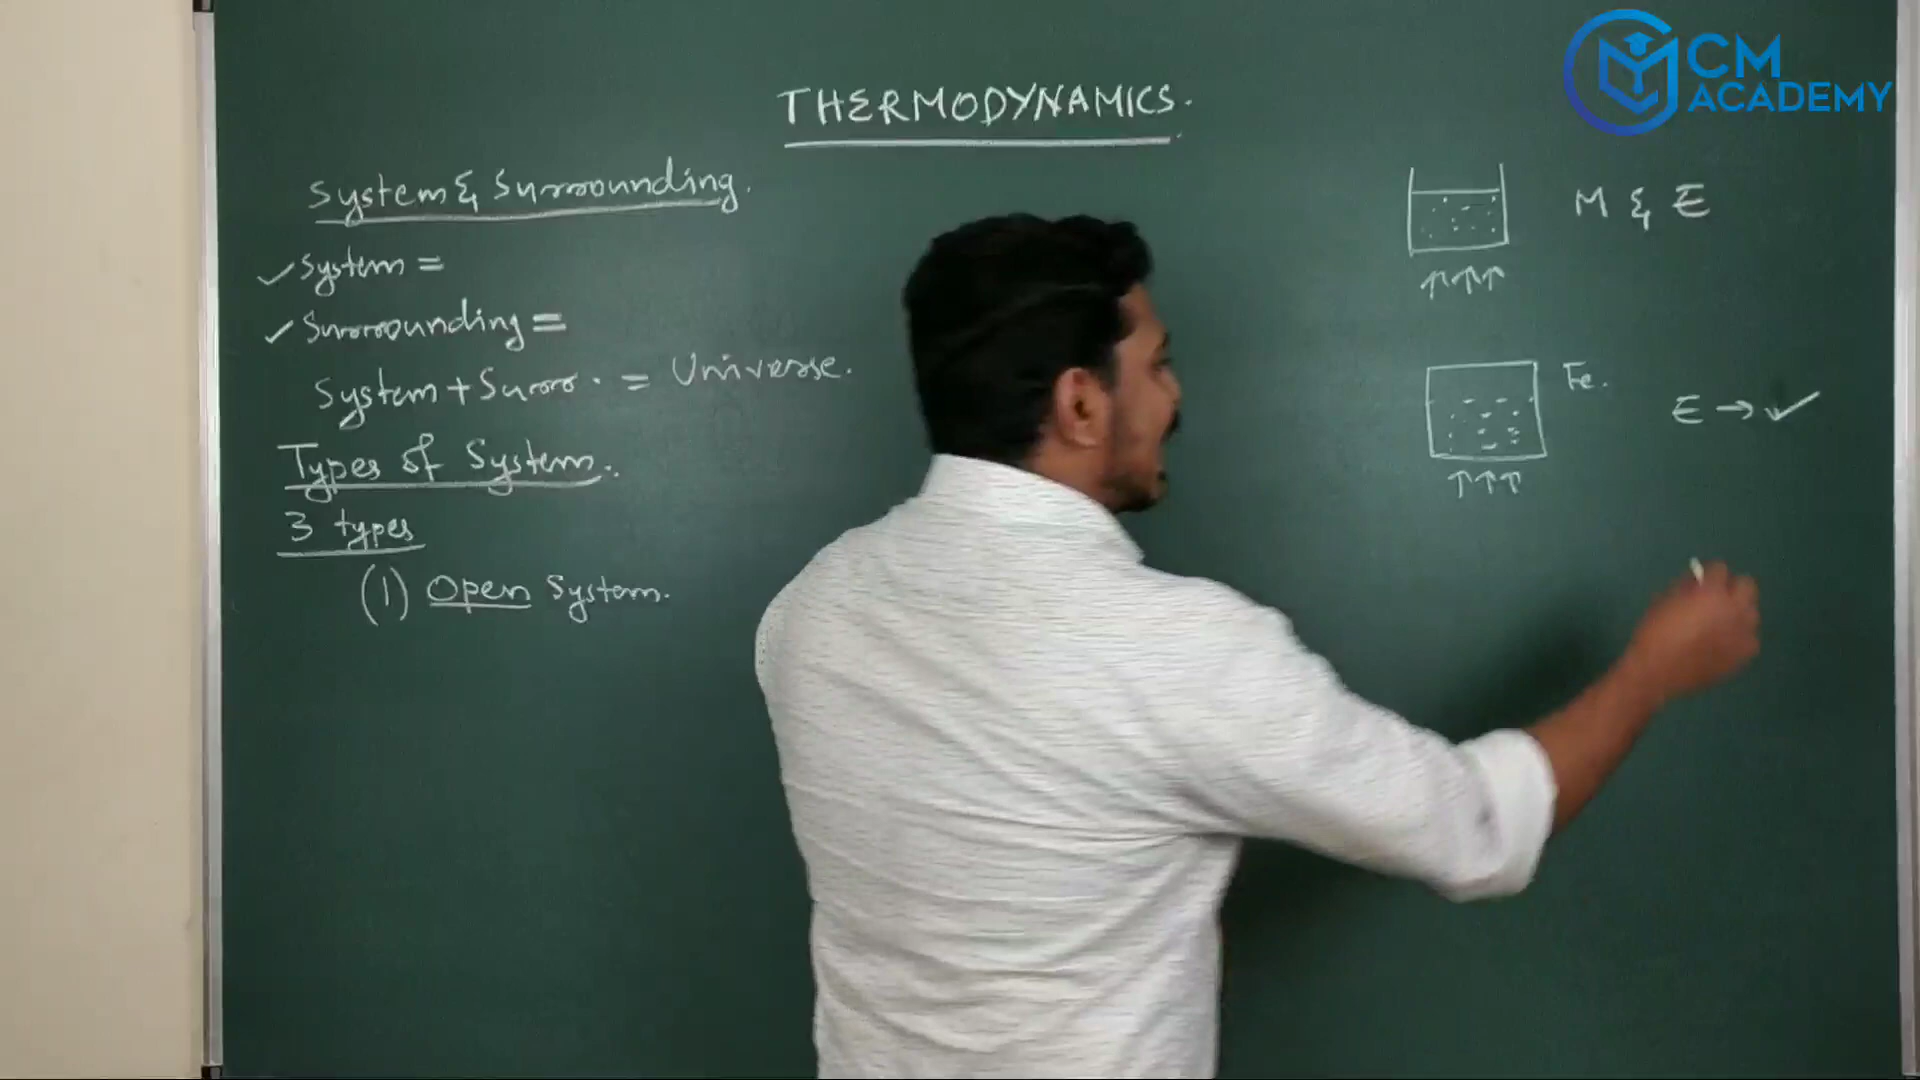 CM
ACADEMY
THERMODYNAMICS.
System & Surrounding.
✓ System =
✓ Surrounding =
System + Surro. = Universe.
Types of System.
3 types
(1) Open System.
M & E
↑↑↑
Fe.
E → ✓
↑↑↑